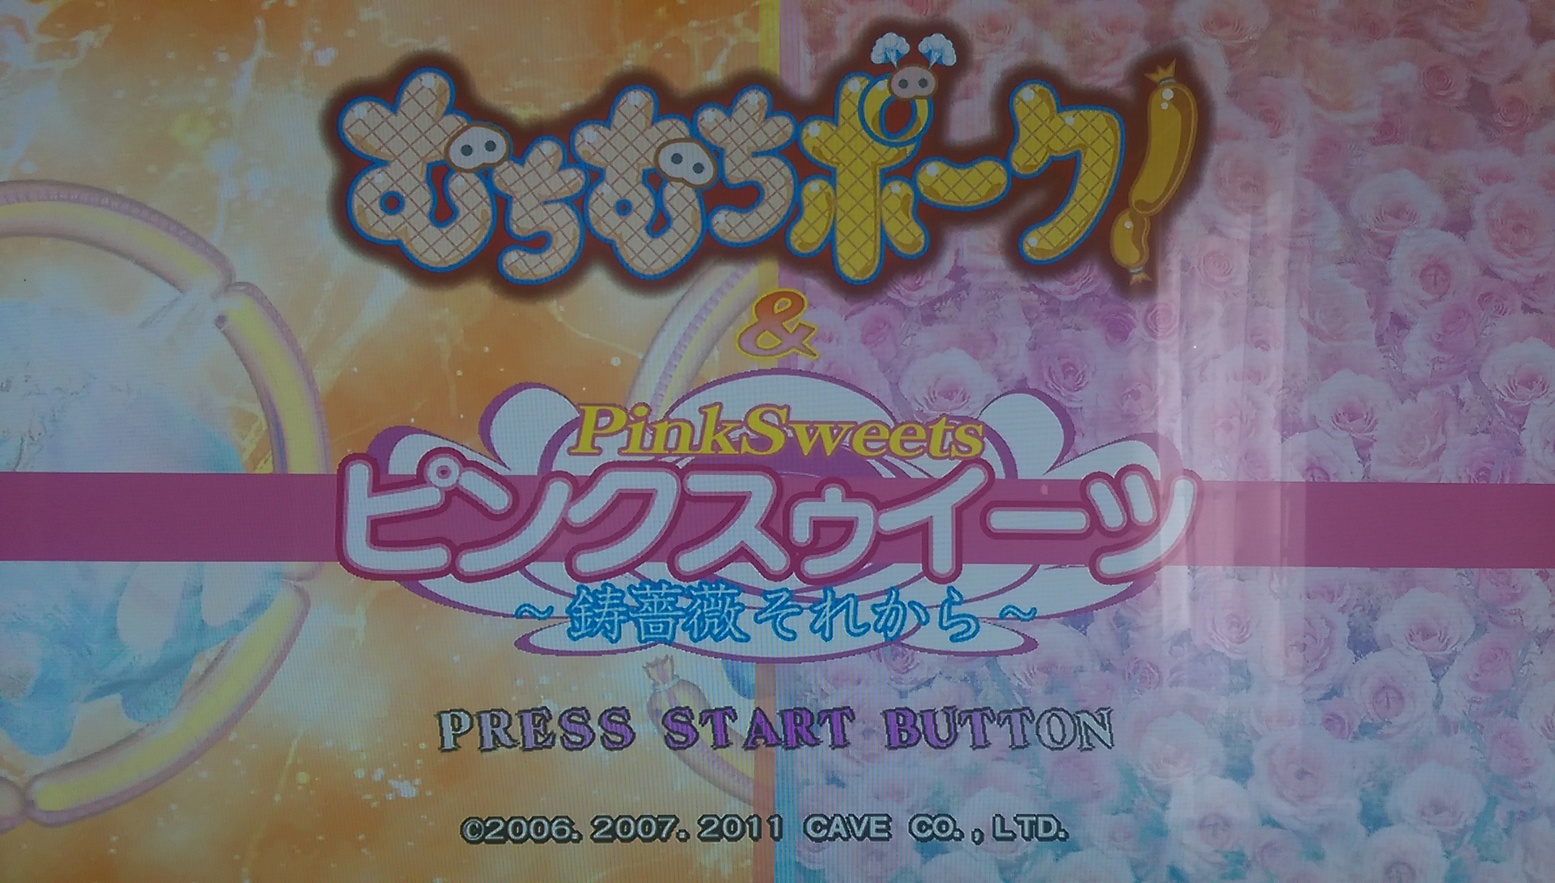 むちむちポーク!
&
PinkSweets
ピンクスゥイーツ
~鋳薔薇それから~
PRESS START BUTTON
©2006. 2007. 2011 CAVE CO., LTD.